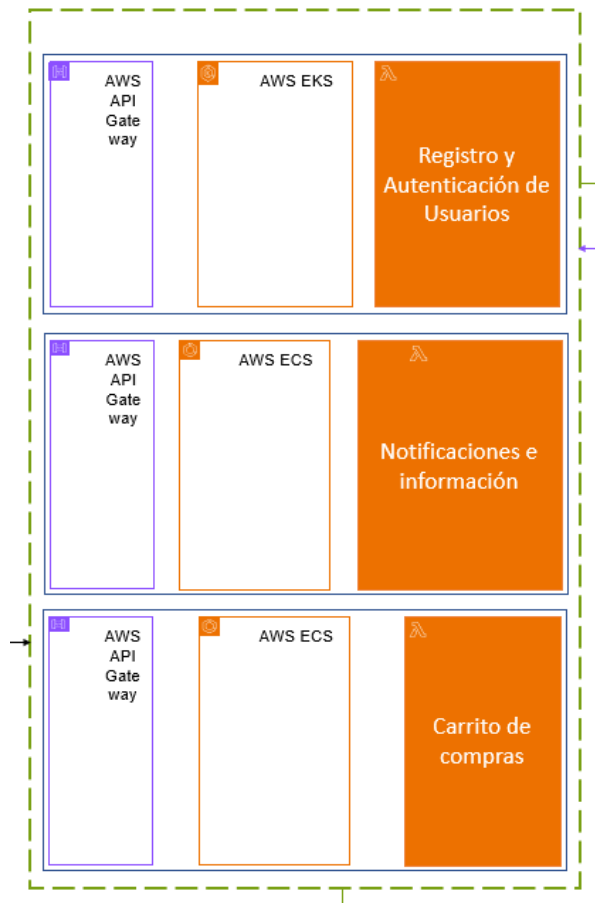 AWS
API
Gate
way
AWS EKS
Registro y
Autenticación de
Usuarios
AWS
API
Gate
way
AWS ECS
Notificaciones e
información
AWS
API
Gate
way
AWS ECS
Carrito de
compras